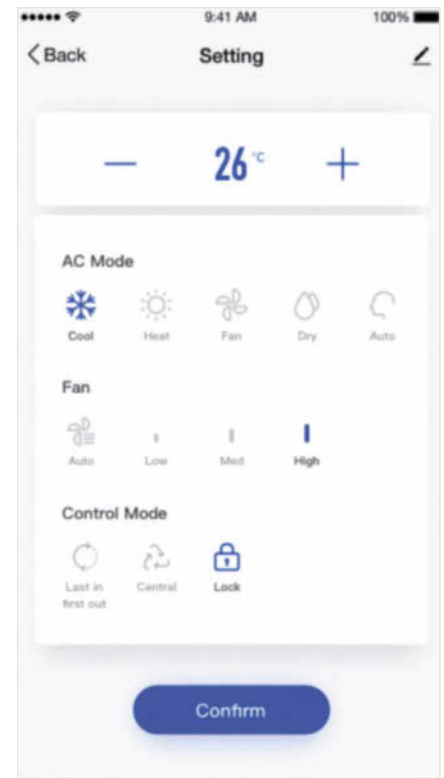 9:41 AM 100%
Back Setting
26 °C
AC Mode
Cool Heat Fan Dry Auto
Fan
Auto Low Med High
Control Mode
Last in Central Lock
first out
Confirm